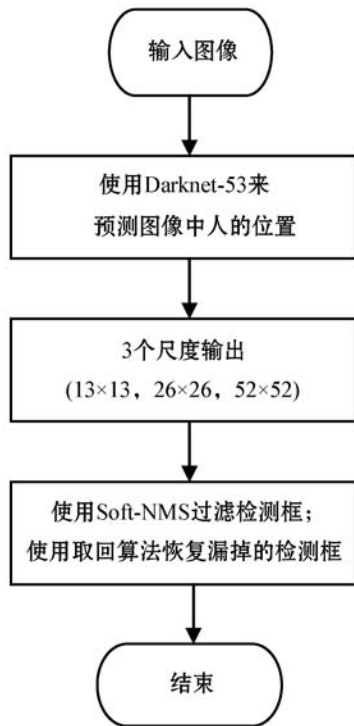 输入图像
使用Darknet-53来
预测图像中人的位置
3个尺度输出
(13×13，26×26，52×52)
使用Soft-NMS过滤检测框；
使用取回算法恢复漏掉的检测框
结束